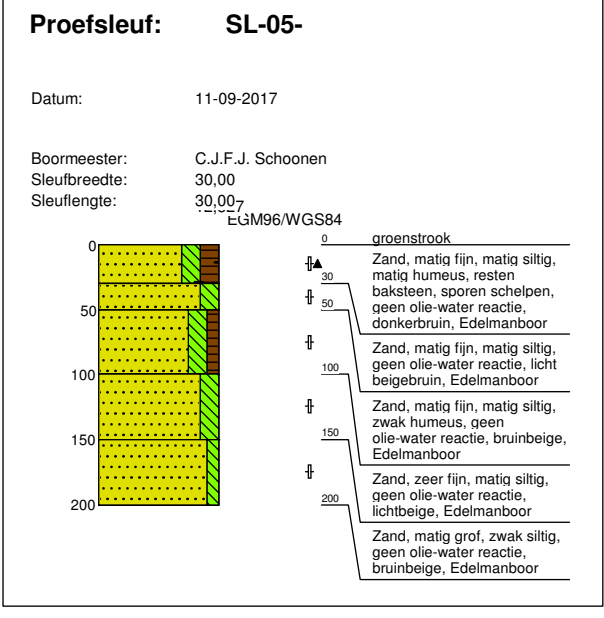 Proefsleuf: SL-05-
Datum: 11-09-2017
Boormeester: C.J.F.J. Schoonen
Sleufbreedte: 30,00
Sleuflengte: 30,00
EGM96/WGS84
0
50
100
150
200
0 groenstrook
Zand, matig fijn, matig siltig,
matig humeus, resten
baksteen, sporen schelpen,
geen olie-water reactie,
donkerbruin, Edelmanboor
30
Zand, matig fijn, matig siltig,
geen olie-water reactie, licht
beigebruin, Edelmanboor
50
Zand, matig fijn, matig siltig,
zwak humeus, geen
olie-water reactie, bruinbeige,
Edelmanboor
100
Zand, zeer fijn, matig siltig,
geen olie-water reactie,
lichtbeige, Edelmanboor
150
Zand, matig grof, zwak siltig,
geen olie-water reactie,
bruinbeige, Edelmanboor
200